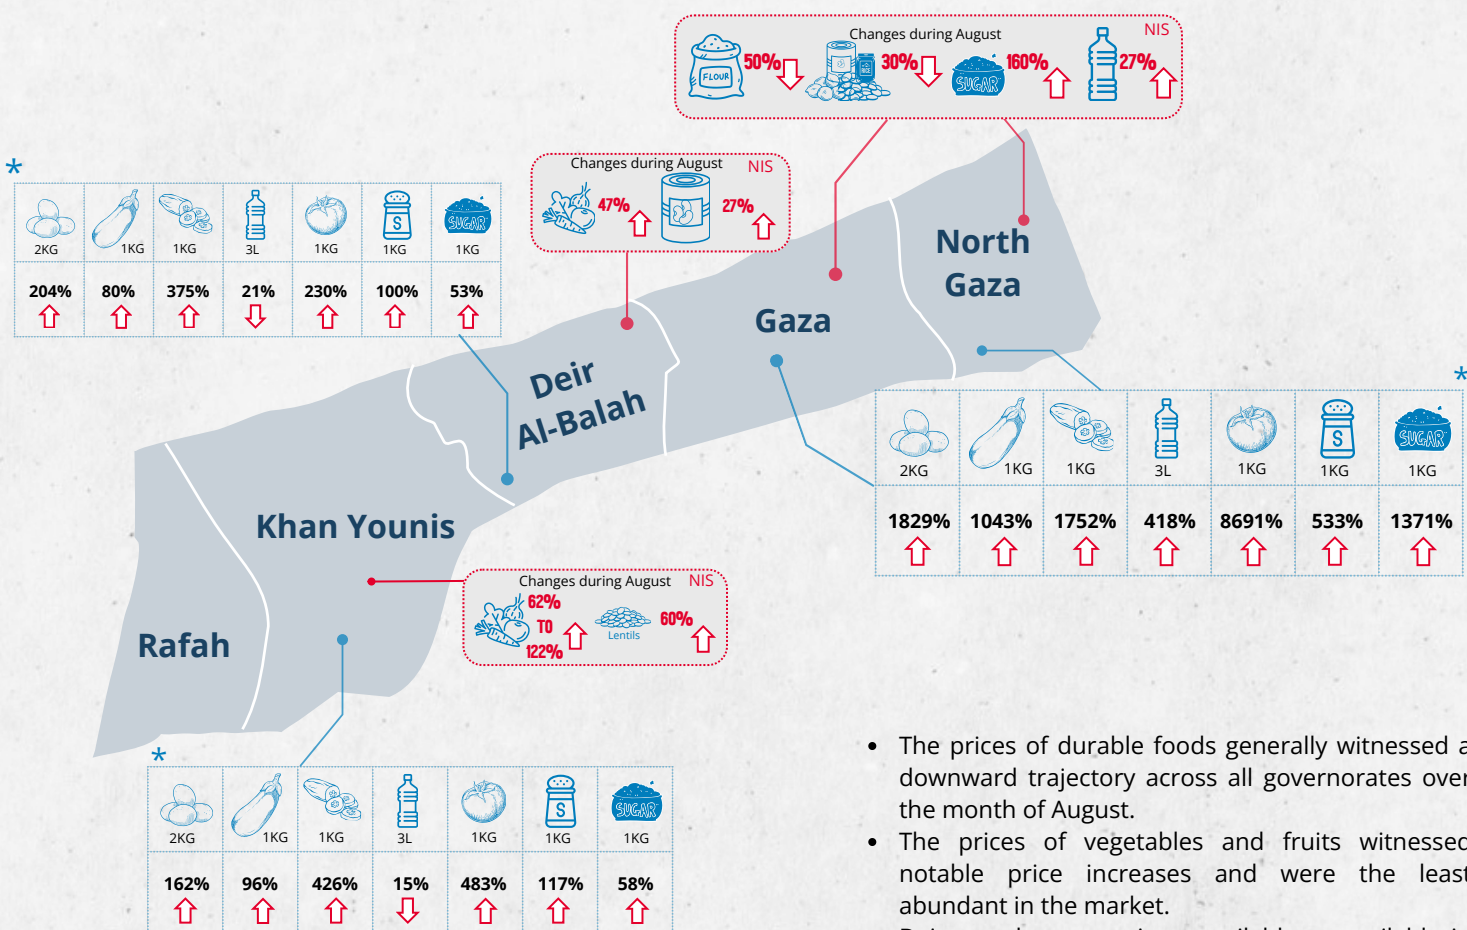 Changes during August NIS
FLOUR 50% 30% SUGAR 160% 27%
Changes during August NIS
47% 27%
*
SUGAR
2KG 1KG 1KG 3L 1KG 1KG 1KG
S
204% 80% 375% 21% 230% 100% 53%
North
Gaza
Gaza
Deir
Al-Balah
*
S SUGAR
2KG 1KG 1KG 3L 1KG 1KG 1KG
1829% 1043% 1752% 418% 8691% 533% 1371%
Khan Younis
Changes during August NIS
62%
TO
122%
Lentils
60%
Rafah
*
S SUGAR
2KG 1KG 1KG 3L 1KG 1KG 1KG
162% 96% 426% 15% 483% 117% 58%
• The prices of durable foods generally witnessed a
downward trajectory across all governorates over
the month of August.
• The prices of vegetables and fruits witnessed
notable price increases and were the least
abundant in the market.